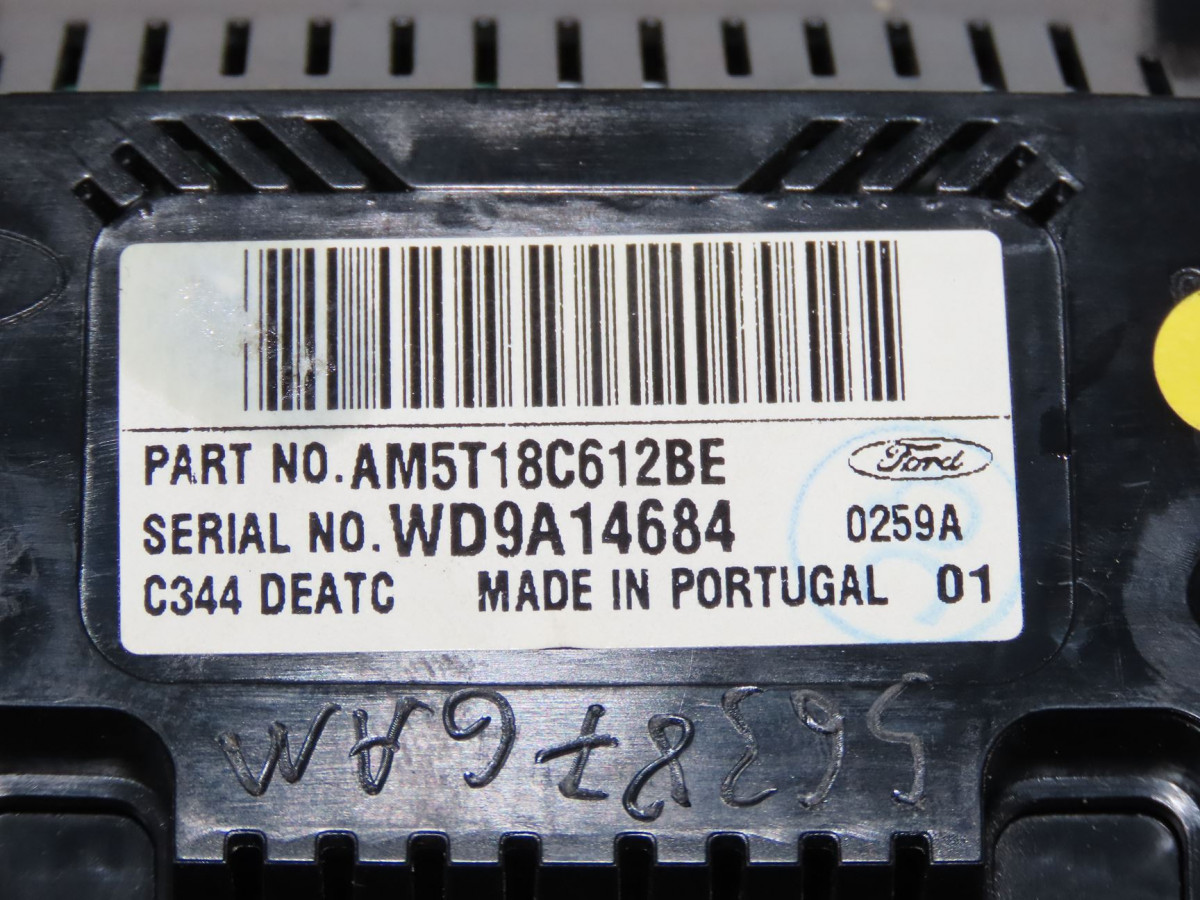 PART NO.AM5T18C612BE
Ford
SERIAL NO.WD9A14684 0259A
C344 DEATC MADE IN PORTUGAL 01